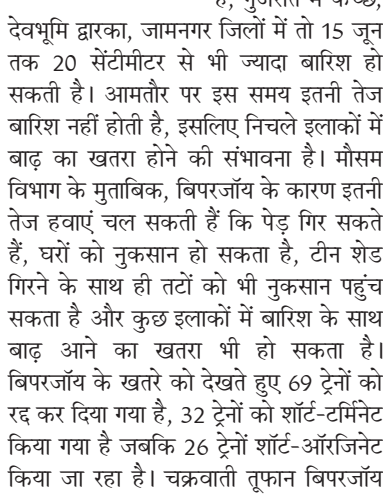 है, गुजरात में कच्छ,
देवभूमि द्वारका, जामनगर जिलों में तो 15 जून
तक 20 सेंटीमीटर से भी ज्यादा बारिश हो
सकती है। आमतौर पर इस समय इतनी तेज
बारिश नहीं होती है, इसलिए निचले इलाकों में
बाढ़ का खतरा होने की संभावना है। मौसम
विभाग के मुताबिक, बिपरजॉय के कारण इतनी
तेज हवाएं चल सकती हैं कि पेड़ गिर सकते
हैं, घरों को नुकसान हो सकता है, टीन शेड
गिरने के साथ ही तटों को भी नुकसान पहुंच
सकता है और कुछ इलाकों में बारिश के साथ
बाढ़ आने का खतरा भी हो सकता है।
बिपरजॉय के खतरे को देखते हुए 69 ट्रेनों को
रद्द कर दिया गया है, 32 ट्रेनों को शॉर्ट-टर्मिनेट
किया गया है जबकि 26 ट्रेनों शॉर्ट-ऑरजिनेट
किया जा रहा है। चक्रवाती तूफान बिपरजॉय